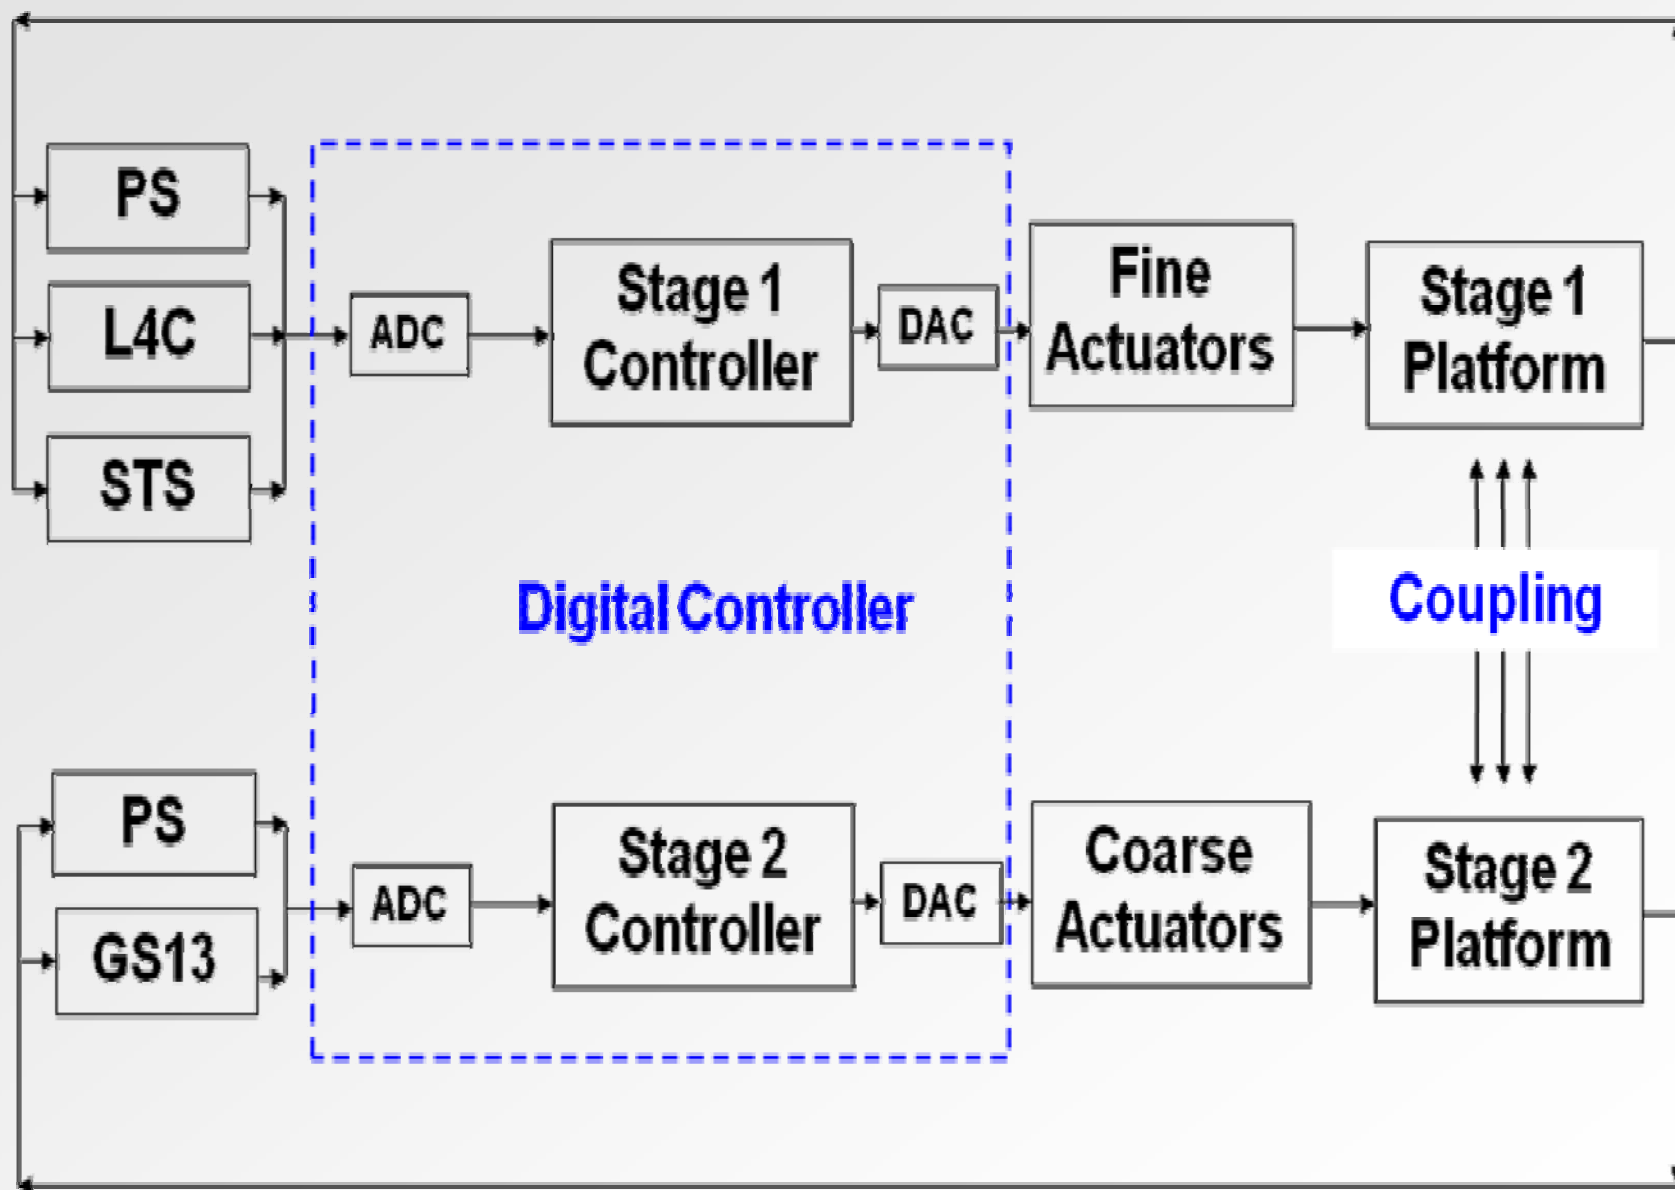 PS
L4C
STS
ADC
Stage 1
Controller
DAC
Fine
Actuators
Stage 1
Platform
Digital Controller
Coupling
PS
GS13
ADC
Stage 2
Controller
DAC
Coarse
Actuators
Stage 2
Platform